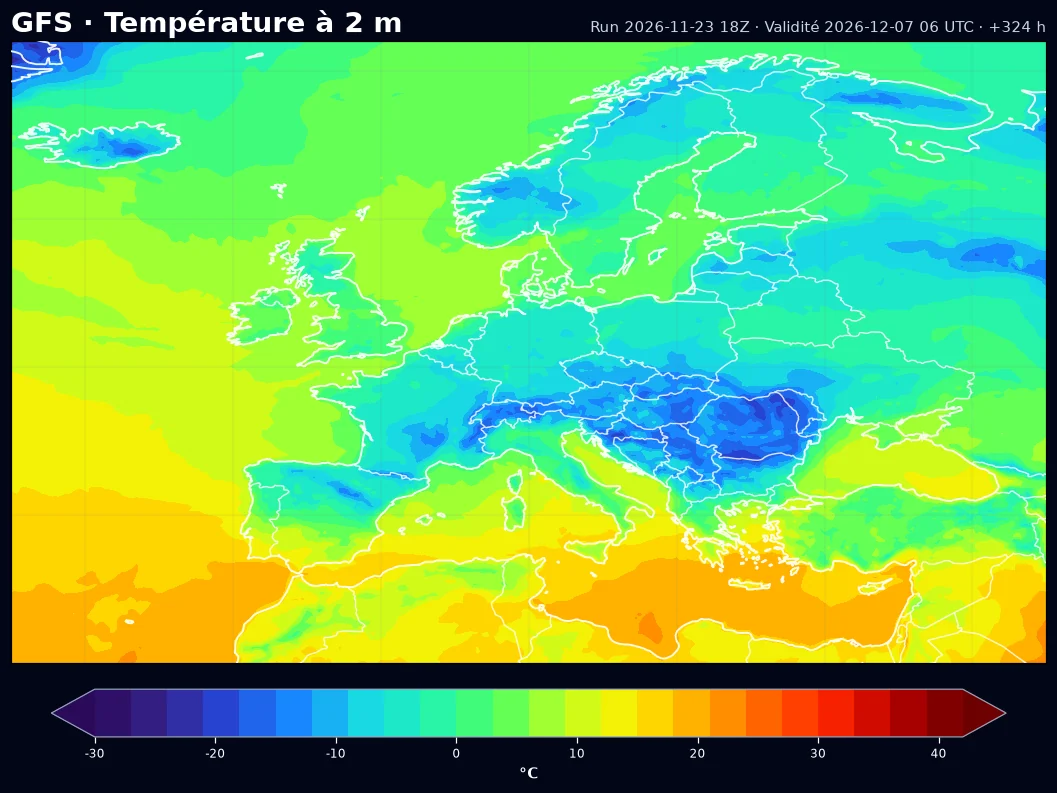 GFS · Température à 2 m
Run 2026-11-23 18Z · Validité 2026-12-07 06 UTC · +324 h
-30 -20 -10 0 10 20 30 40
°C